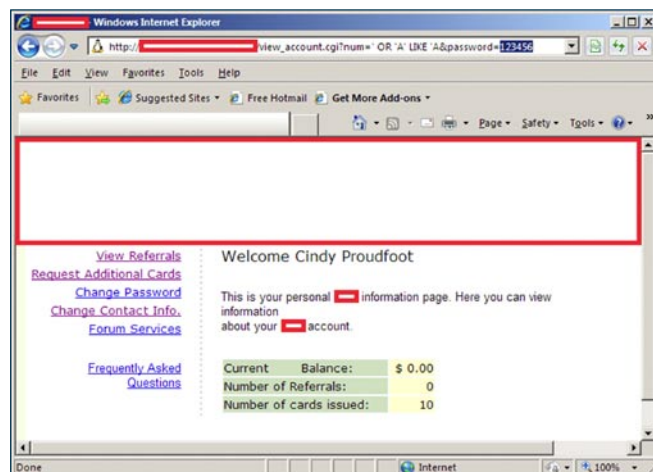 - Windows Internet Explorer
http://
/view_account.cgi?num=' OR 'A' LIKE 'A&password=123456
File Edit View Favorites Tools Help
Favorites Suggested Sites Free Hotmail Get More Add-ons
Page Safety Tools »
View Referrals
Request Additional Cards
Change Password
Change Contact Info.
Forum Services
Frequently Asked
Questions
Welcome Cindy Proudfoot
This is your personal information page. Here you can view
information
about your account.
Current Balance: $ 0.00
Number of Referrals: 0
Number of cards issued: 10
Done Internet 100%